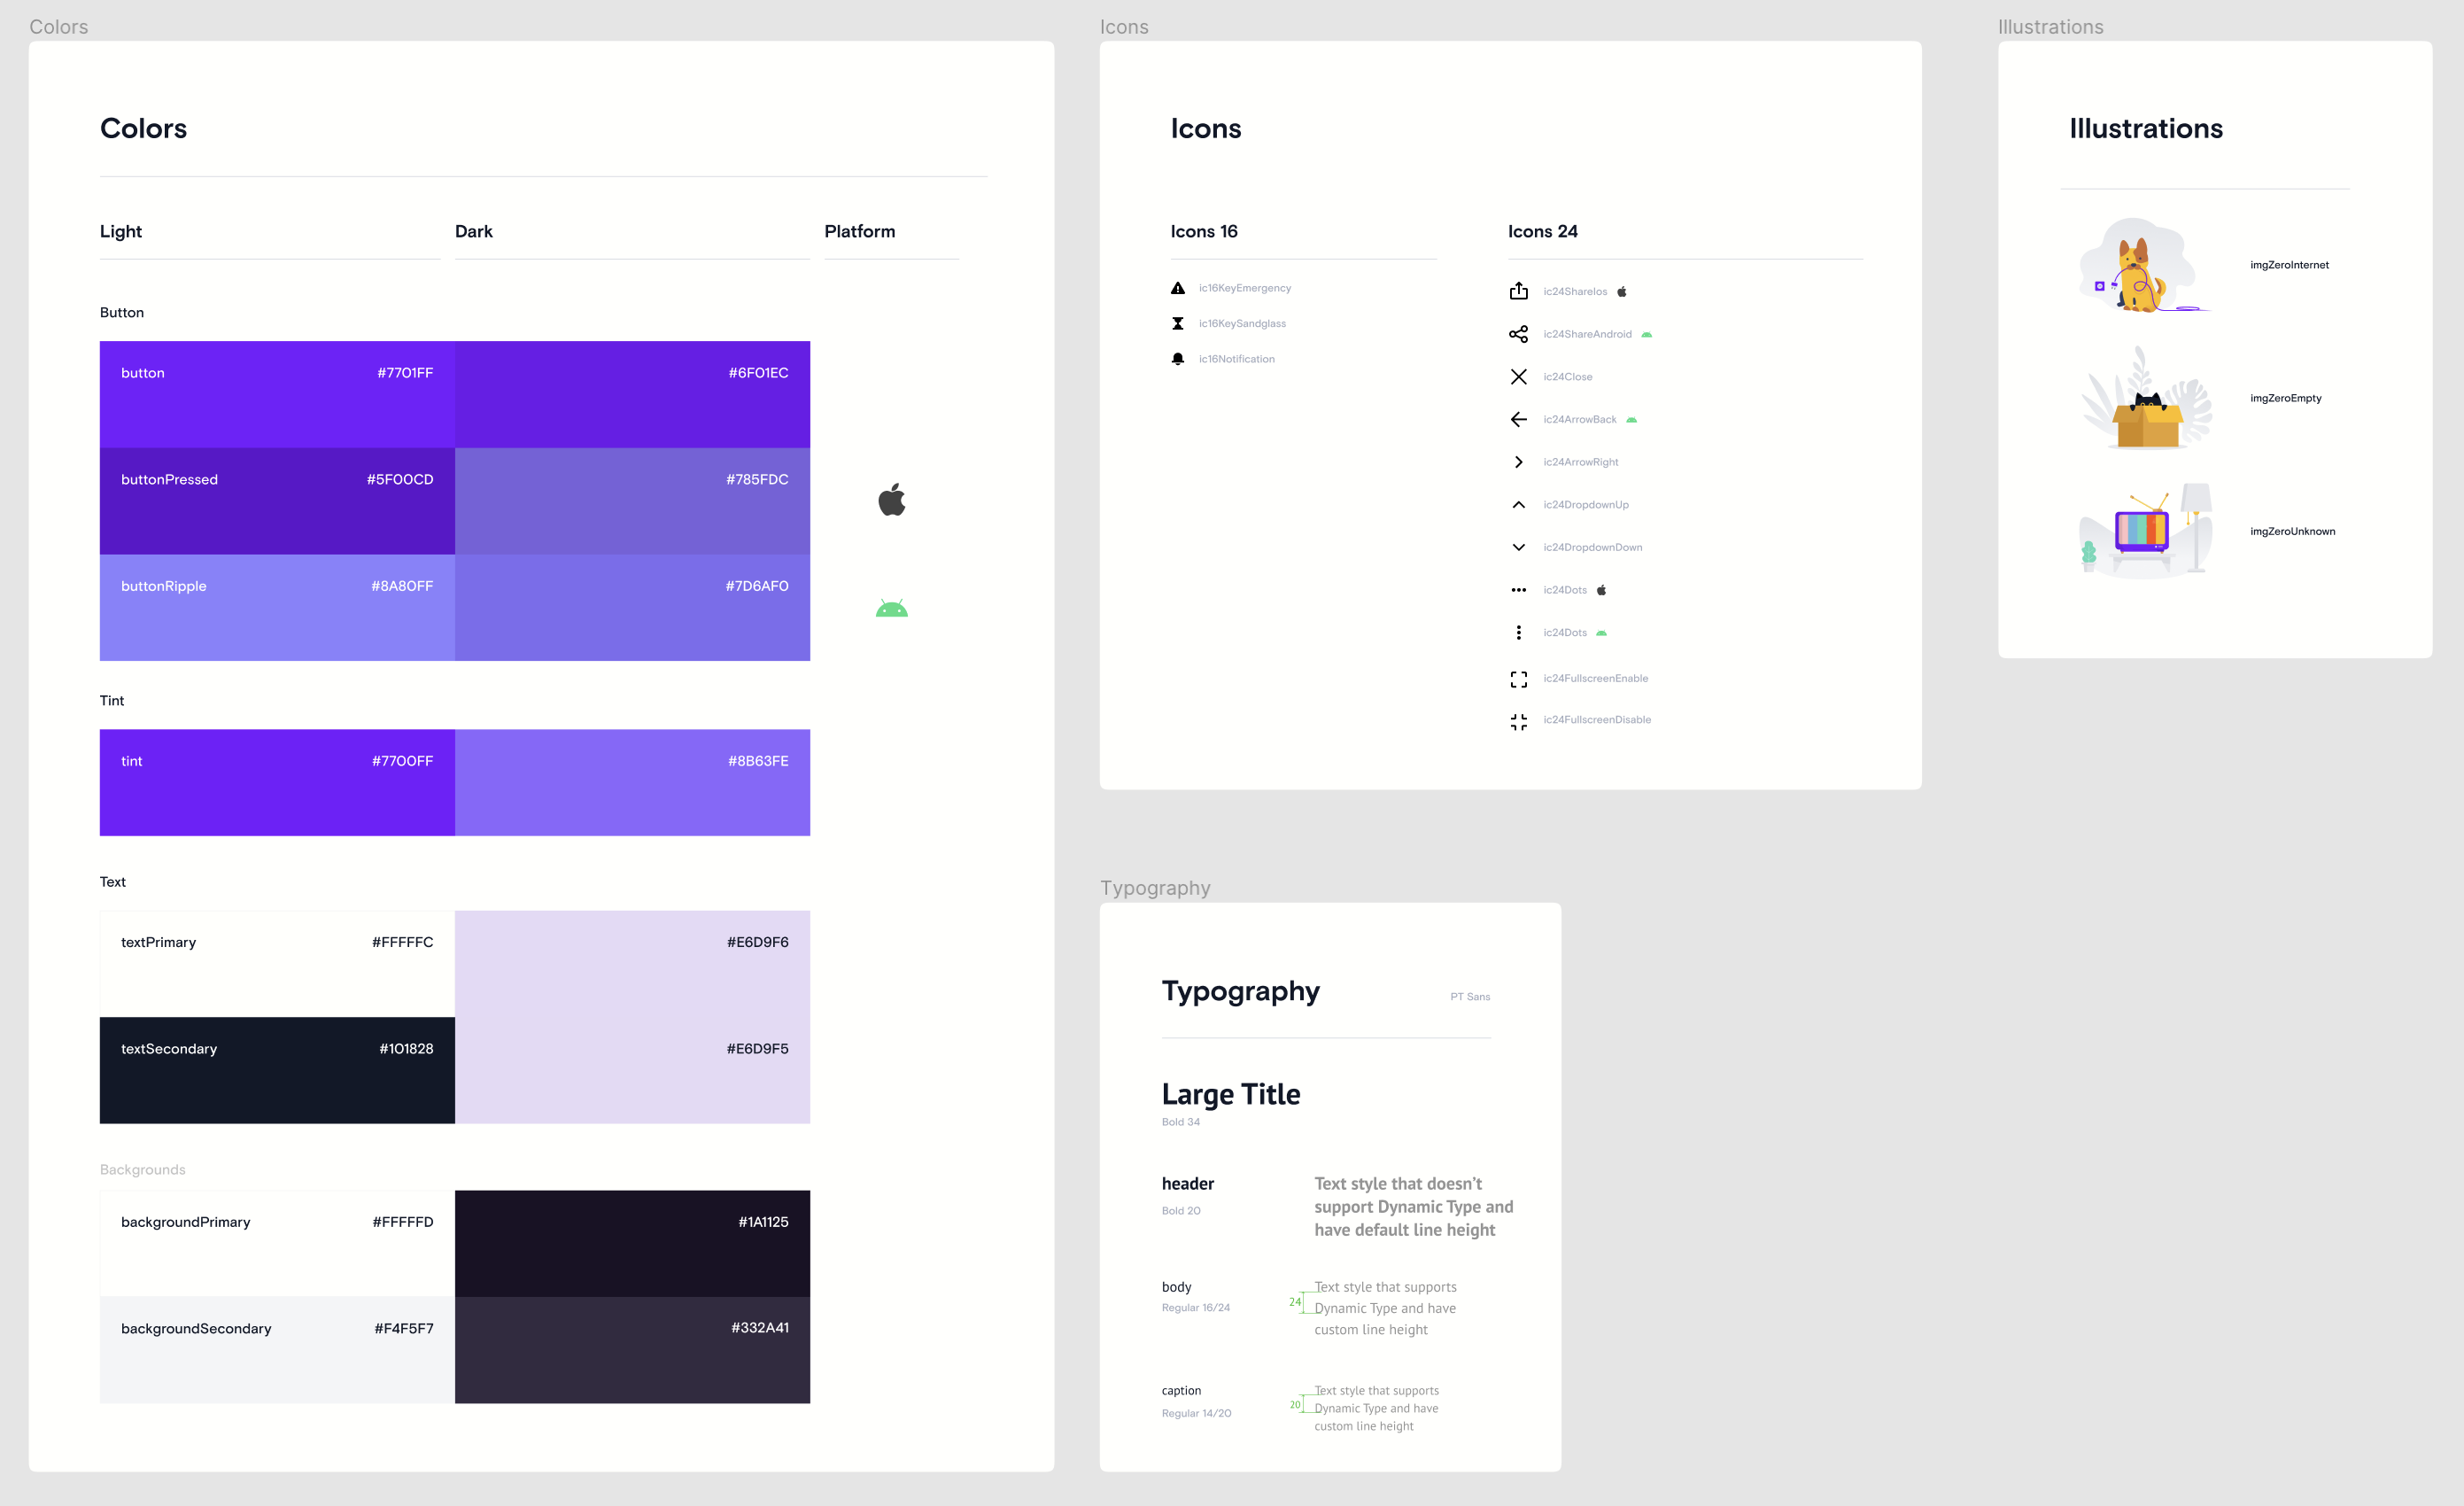 Colors
Colors
Light Dark Platform
Button
button #7701FF #6F01EC
buttonPressed #5F00CD #785FDC
buttonRipple #8A80FF #7D6AF0
Tint
tint #7700FF #8B63FE
Text
textPrimary #FFFFFC #E6D9F6
textSecondary #101828 #E6D9F5
Backgrounds
backgroundPrimary #FFFFFD #1A1125
backgroundSecondary #F4F5F7 #332A41
Icons
Icons
Icons 16
ic16KeyEmergency
ic16KeySandglass
ic16Notification
Icons 24
ic24ShareIos
ic24ShareAndroid
ic24Close
ic24ArrowBack
ic24ArrowRight
ic24DropdownUp
ic24DropdownDown
ic24Dots
ic24Dots
ic24FullscreenEnable
ic24FullscreenDisable
Typography
Typography PT Sans
Large Title
Bold 34
header
Bold 20
Text style that doesn’t
support Dynamic Type and
have default line height
body
Regular 16/24
24
Text style that supports
Dynamic Type and have
custom line height
caption
Regular 14/20
20
Text style that supports
Dynamic Type and have
custom line height
Illustrations
Illustrations
imgZeroInternet
imgZeroEmpty
imgZeroUnknown